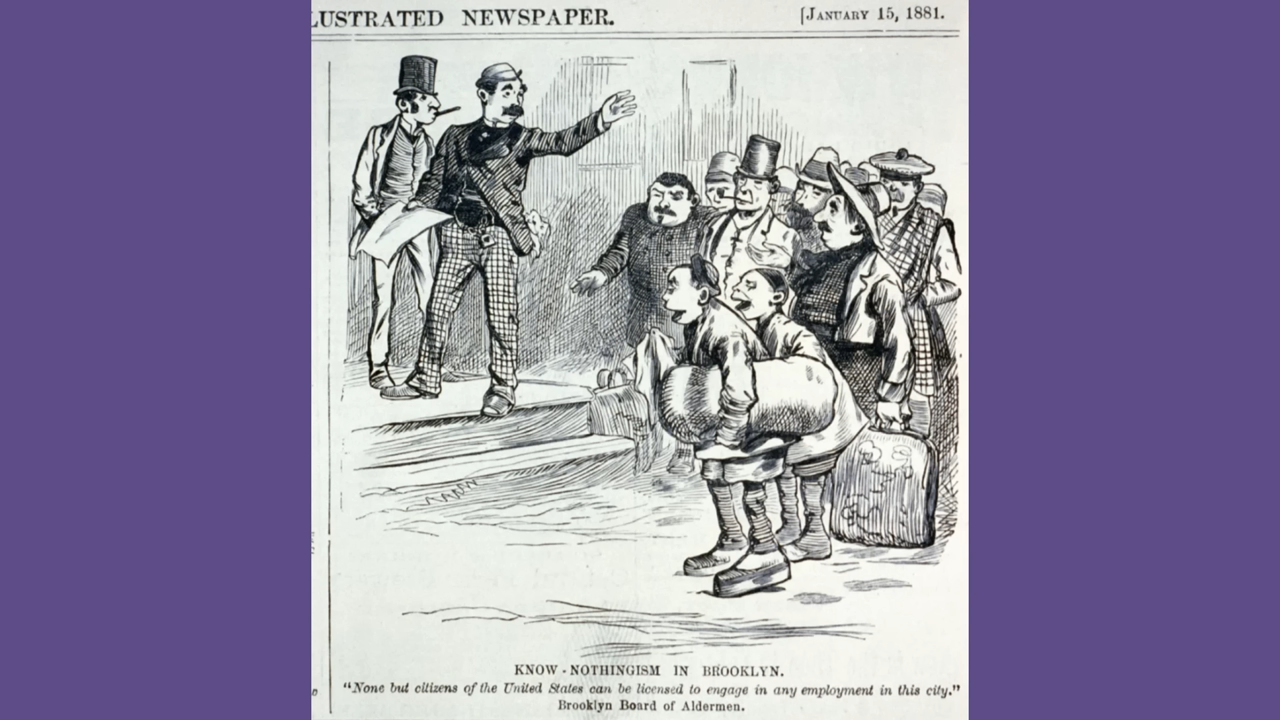 LUSTRATED NEWSPAPER.
[JANUARY 15, 1881.
KNOW-NOTHINGISM IN BROOKLYN.
"None but citizens of the United States can be licensed to engage in any employment in this city."
Brooklyn Board of Aldermen.